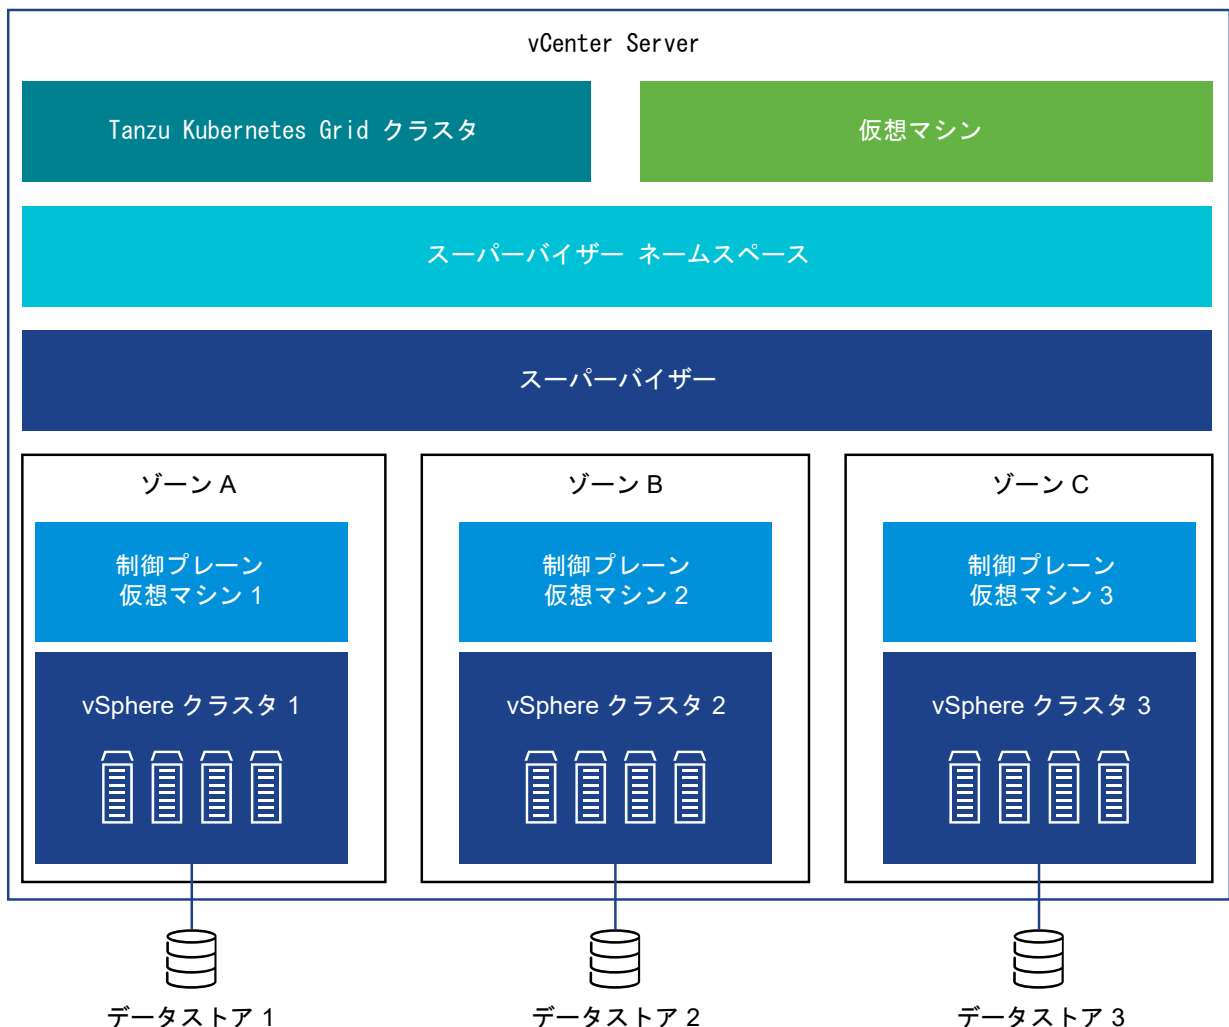 vCenter Server
Tanzu Kubernetes Grid クラスタ
仮想マシン
スーパーバイザー ネームスペース
スーパーバイザー
ゾーン A
ゾーン B
ゾーン C
制御プレーン
仮想マシン 1
制御プレーン
仮想マシン 2
制御プレーン
仮想マシン 3
vSphere クラスタ 1
vSphere クラスタ 2
vSphere クラスタ 3
データストア 1
データストア 2
データストア 3